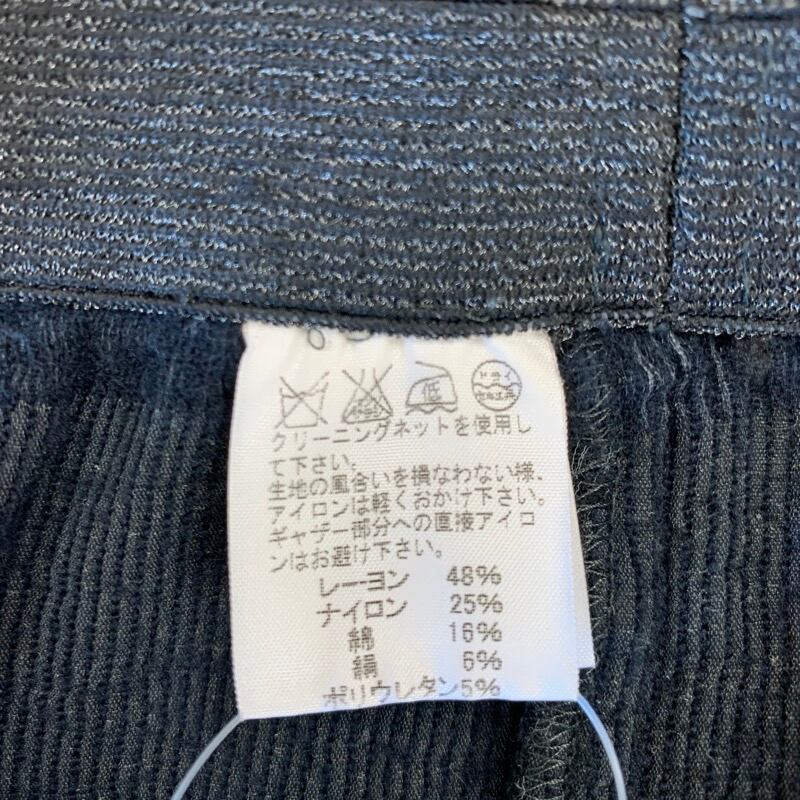 低
ドライ
クリーニングネットを使用し
て下さい。
生地の風合いを損なわない様、
アイロンは軽くおかけ下さい。
ギャザー部分への直接アイロ
ンはお避け下さい。
レーヨン 48%
ナイロン 25%
綿 16%
絹 6%
ポリウレタン5%